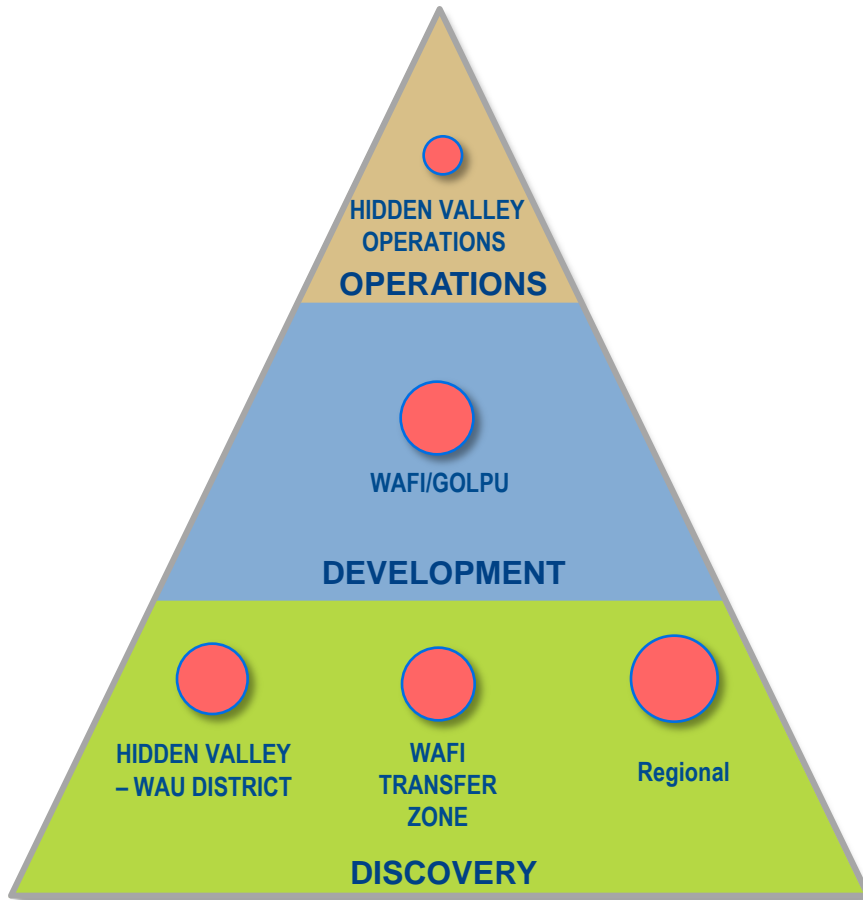 HIDDEN VALLEY
OPERATIONS
OPERATIONS
WAFI/GOLPU
DEVELOPMENT
HIDDEN VALLEY
– WAU DISTRICT
WAFI
TRANSFER
ZONE
Regional
DISCOVERY